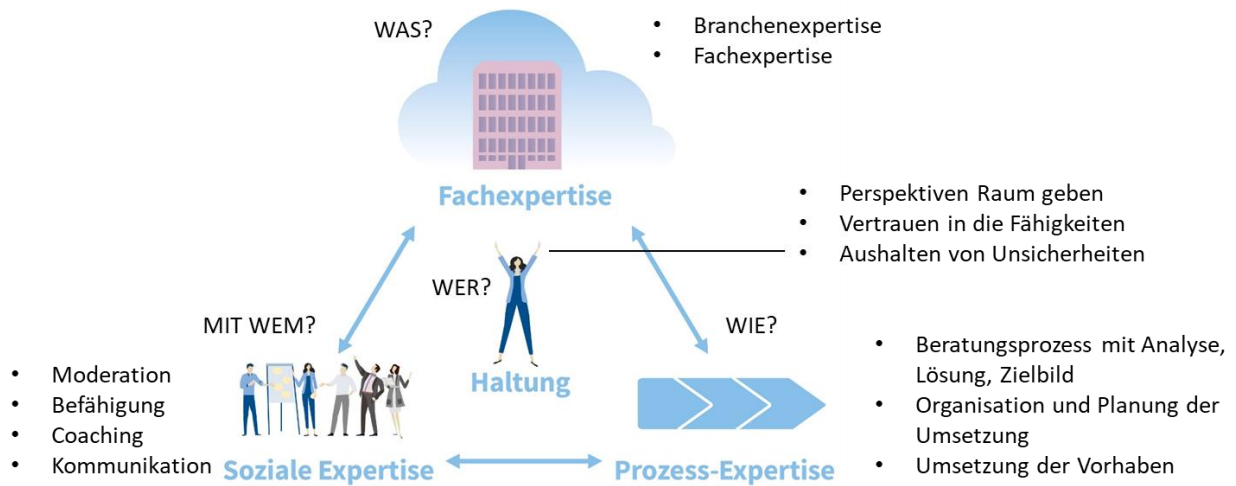 WAS?
• Branchenexpertise
• Fachexpertise
Fachexpertise
• Perspektiven Raum geben
• Vertrauen in die Fähigkeiten
• Aushalten von Unsicherheiten
WER?
Haltung
MIT WEM?
• Moderation
• Befähigung
• Coaching
• Kommunikation
Soziale Expertise
WIE?
• Beratungsprozess mit Analyse,
Lösung, Zielbild
• Organisation und Planung der
Umsetzung
• Umsetzung der Vorhaben
Prozess-Expertise